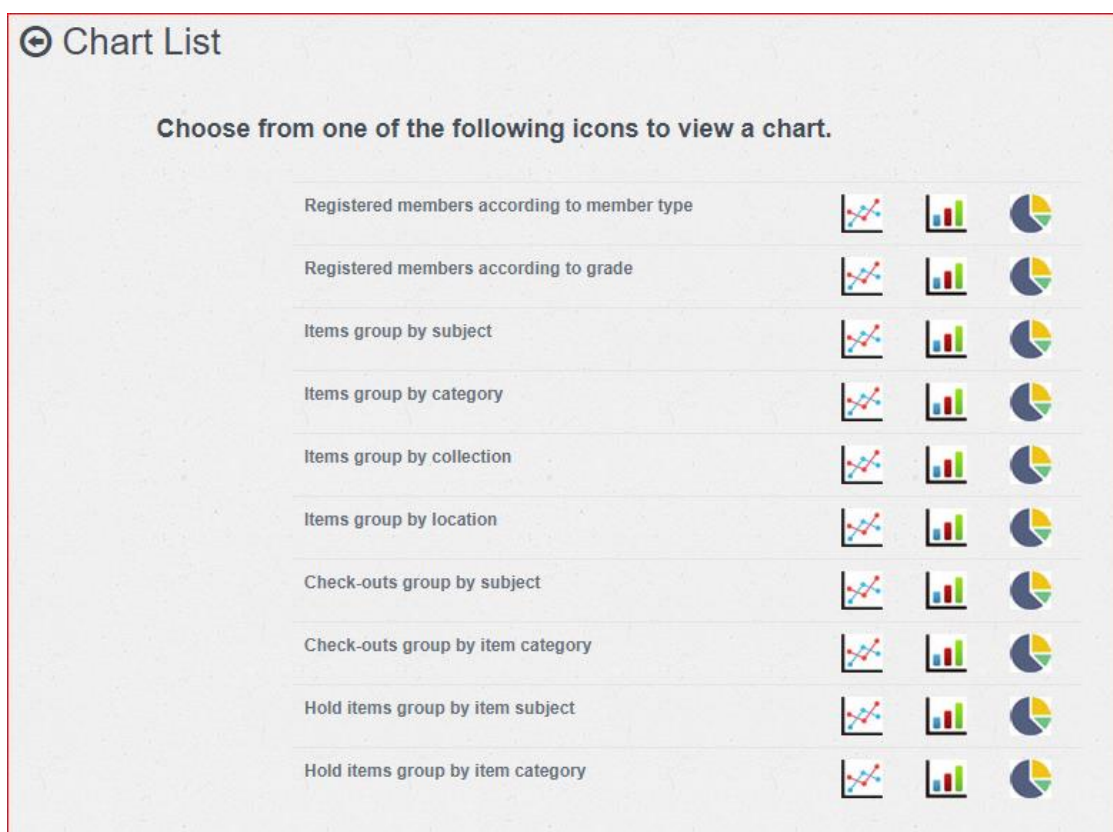 Chart List
Choose from one of the following icons to view a chart.
Registered members according to member type
Registered members according to grade
Items group by subject
Items group by category
Items group by collection
Items group by location
Check-outs group by subject
Check-outs group by item category
Hold items group by item subject
Hold items group by item category